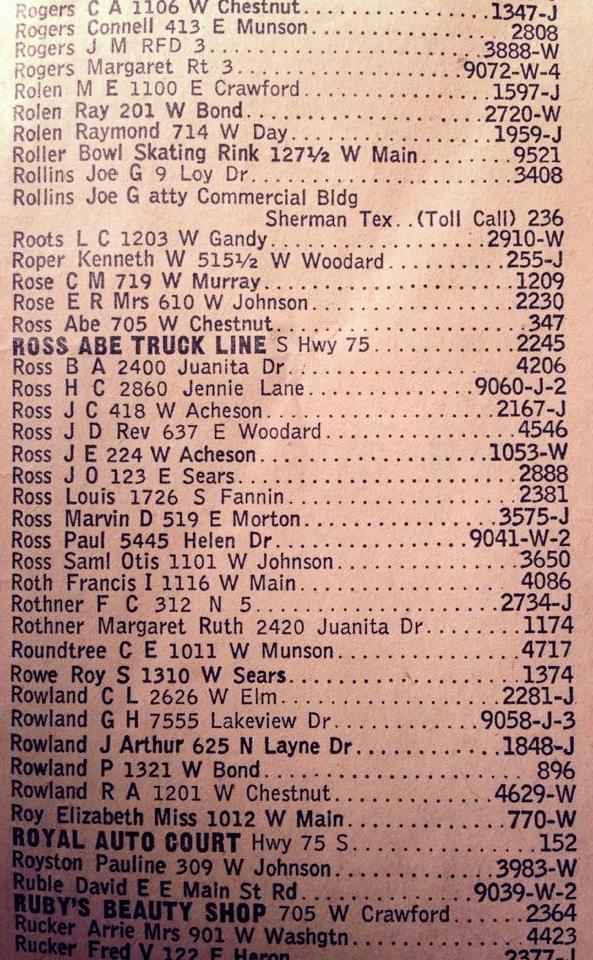 Rogers C A 1106 W Chestnut..................1347-J
Rogers Connell 413 E Munson..................2808
Rogers J M RFD 3..................3888-W
Rogers Margaret Rt 3..................9072-W-4
Rolen M E 1100 E Crawford..................1597-J
Rolen Ray 201 W Bond..................2720-W
Rolen Raymond 714 W Day..................1959-J
Roller Bowl Skating Rink 127½ W Main........9521
Rollins Joe G 9 Loy Dr..................3408
Rollins Joe G atty Commercial Bldg
Sherman Tex..(Toll Call) 236
Roots L C 1203 W Gandy..................2910-W
Roper Kenneth W 515½ W Woodard..........255-J
Rose C M 719 W Murray..................1209
Rose E R Mrs 610 W Johnson..................2230
Ross Abe 705 W Chestnut..................347
ROSS ABE TRUCK LINE S Hwy 75............2245
Ross B A 2400 Juanita Dr..................4206
Ross H C 2860 Jennie Lane..............9060-J-2
Ross J C 418 W Acheson..................2167-J
Ross J D Rev 637 E Woodard..................4546
Ross J E 224 W Acheson..................1053-W
Ross J O 123 E Sears..................2888
Ross Louis 1726 S Fannin..................2381
Ross Marvin D 519 E Morton..............3575-J
Ross Paul 5445 Helen Dr..............9041-W-2
Ross Saml Otis 1101 W Johnson..............3650
Roth Francis I 1116 W Main..................4086
Rothner F C 312 N 5..................2734-J
Rothner Margaret Ruth 2420 Juanita Dr.......1174
Roundtree C E 1011 W Munson..............4717
Rowe Roy S 1310 W Sears..................1374
Rowland C L 2626 W Elm..................2281-J
Rowland G H 7555 Lakeview Dr..........9058-J-3
Rowland J Arthur 625 N Layne Dr..........1848-J
Rowland P 1321 W Bond..................896
Rowland R A 1201 W Chestnut............4629-W
Roy Elizabeth Miss 1012 W Main............770-W
ROYAL AUTO COURT Hwy 75 S..............152
Royston Pauline 309 W Johnson..........3983-W
Ruble David E E Main St Rd............9039-W-2
RUBY'S BEAUTY SHOP 705 W Crawford......2364
Rucker Arrie Mrs 901 W Washgtn..........4423
Rucker Fred V 122 E Heron..........2377-J